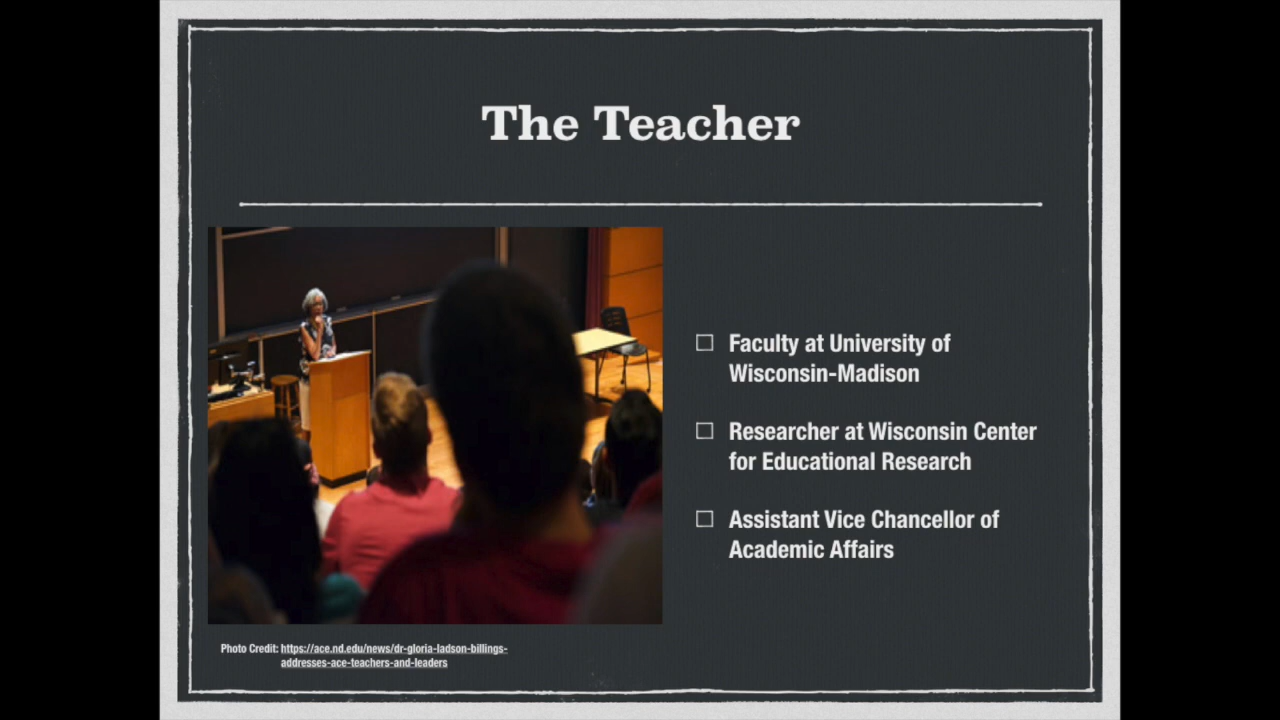 The Teacher
Faculty at University of
Wisconsin-Madison
Researcher at Wisconsin Center
for Educational Research
Assistant Vice Chancellor of
Academic Affairs
Photo Credit: https://ace.nd.edu/news/dr-gloria-ladson-billings-
addresses-ace-teachers-and-leaders